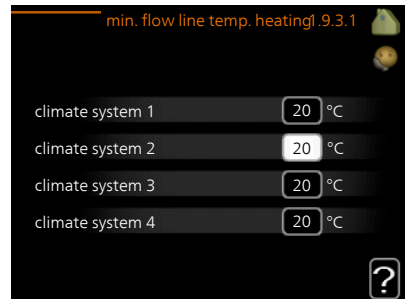 min. flow line temp. heating1.9.3.1
climate system 1 20 °C
climate system 2 20 °C
climate system 3 20 °C
climate system 4 20 °C
?